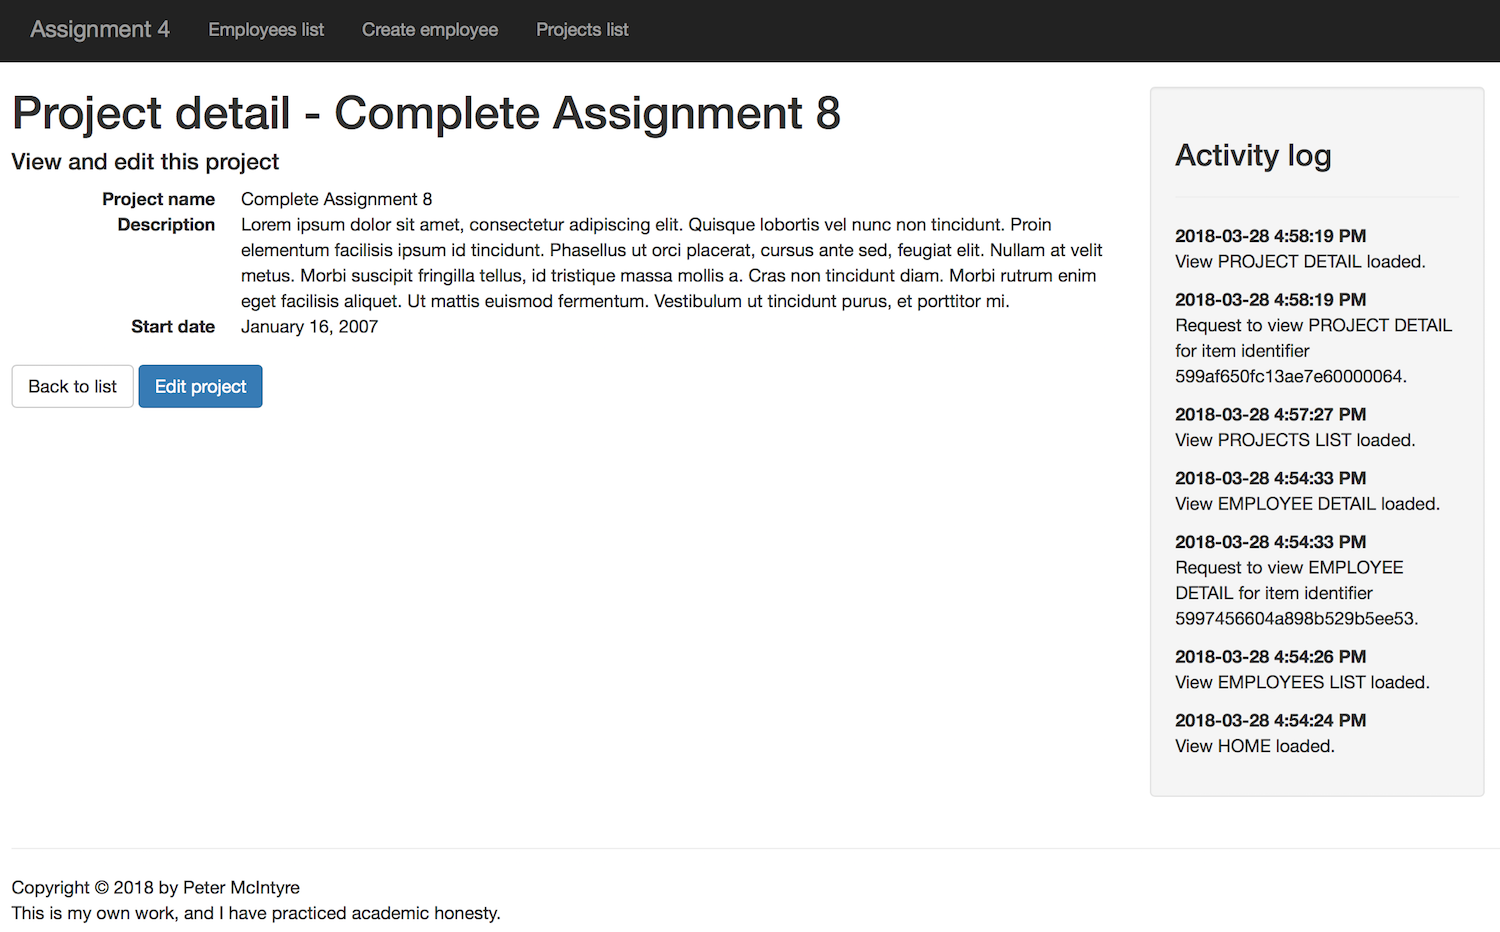 Assignment 4 Employees list Create employee Projects list
Project detail - Complete Assignment 8
View and edit this project
Project name Complete Assignment 8
Description Lorem ipsum dolor sit amet, consectetur adipiscing elit. Quisque lobortis vel nunc non tincidunt. Proin
elementum facilisis ipsum id tincidunt. Phasellus ut orci placerat, cursus ante sed, feugiat elit. Nullam at velit
metus. Morbi suscipit fringilla tellus, id tristique massa mollis a. Cras non tincidunt diam. Morbi rutrum enim
eget facilisis aliquet. Ut mattis euismod fermentum. Vestibulum ut tincidunt purus, et porttitor mi.
Start date January 16, 2007
Back to list Edit project
Activity log
2018-03-28 4:58:19 PM
View PROJECT DETAIL loaded.
2018-03-28 4:58:19 PM
Request to view PROJECT DETAIL
for item identifier
599af650fc13ae7e60000064.
2018-03-28 4:57:27 PM
View PROJECTS LIST loaded.
2018-03-28 4:54:33 PM
View EMPLOYEE DETAIL loaded.
2018-03-28 4:54:33 PM
Request to view EMPLOYEE
DETAIL for item identifier
5997456604a898b529b5ee53.
2018-03-28 4:54:26 PM
View EMPLOYEES LIST loaded.
2018-03-28 4:54:24 PM
View HOME loaded.
Copyright © 2018 by Peter McIntyre
This is my own work, and I have practiced academic honesty.